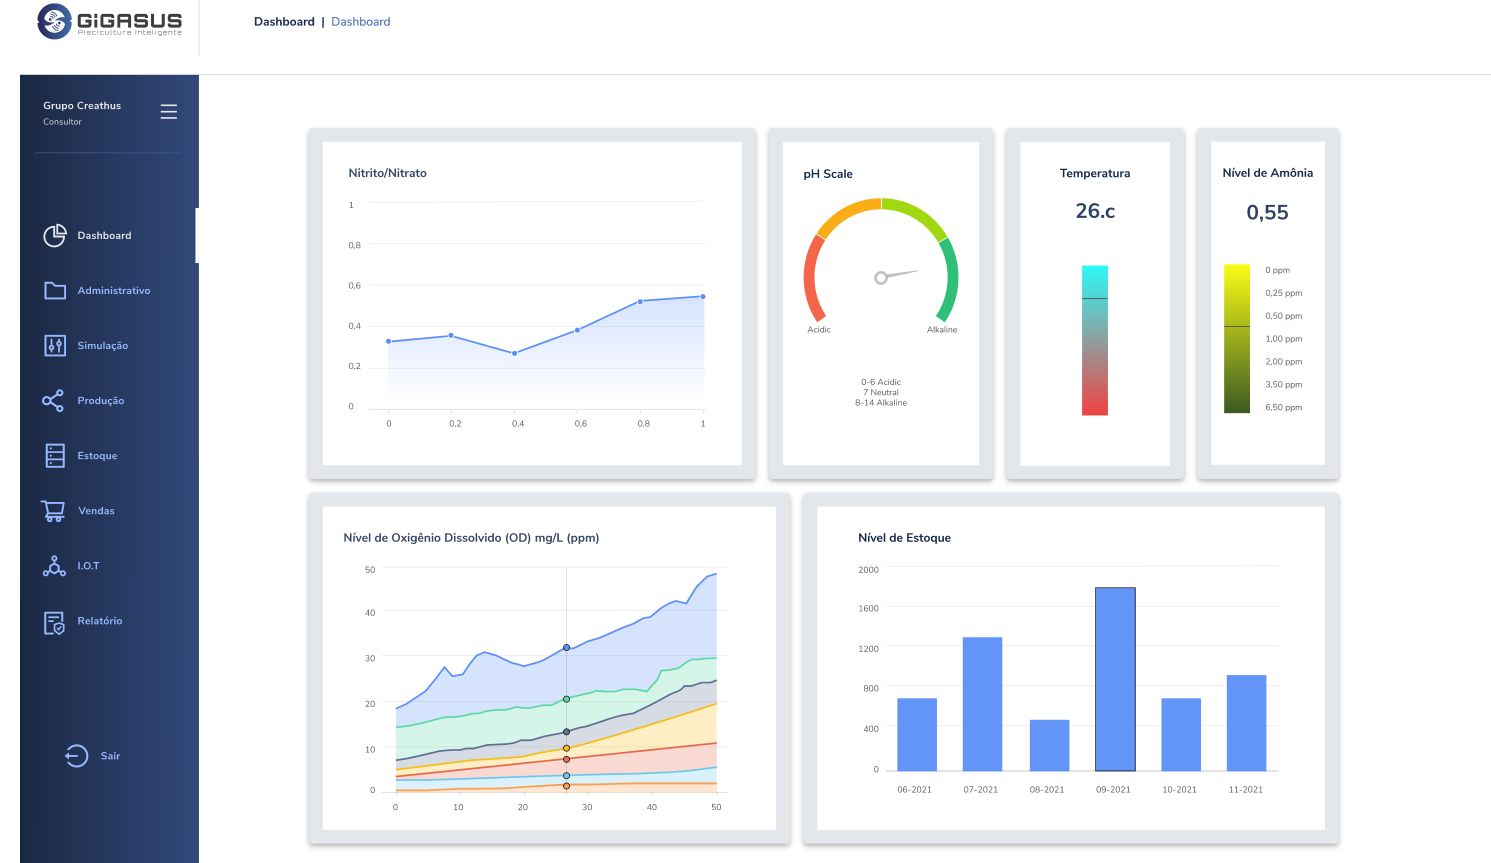 GiGASUS
Piscicultura Inteligente
Dashboard | Dashboard
Grupo Creathus
Consultor
Dashboard
Administrativo
Simulação
Produção
Estoque
Vendas
I.O.T
Relatório
Sair
Nitrito/Nitrato
1
0,8
0,6
0,4
0,2
0
0 0,2 0,4 0,6 0,8 1
pH Scale
Acidic Alkaline
0-6 Acidic
7 Neutral
8-14 Alkaline
Temperatura
26.c
Nível de Amônia
0,55
0 ppm
0,25 ppm
0,50 ppm
1,00 ppm
2,00 ppm
3,50 ppm
6,50 ppm
Nível de Oxigênio Dissolvido (OD) mg/L (ppm)
50
40
30
20
10
0
0 10 20 30 40 50
Nível de Estoque
2000
1600
1200
800
400
0
06-2021 07-2021 08-2021 09-2021 10-2021 11-2021